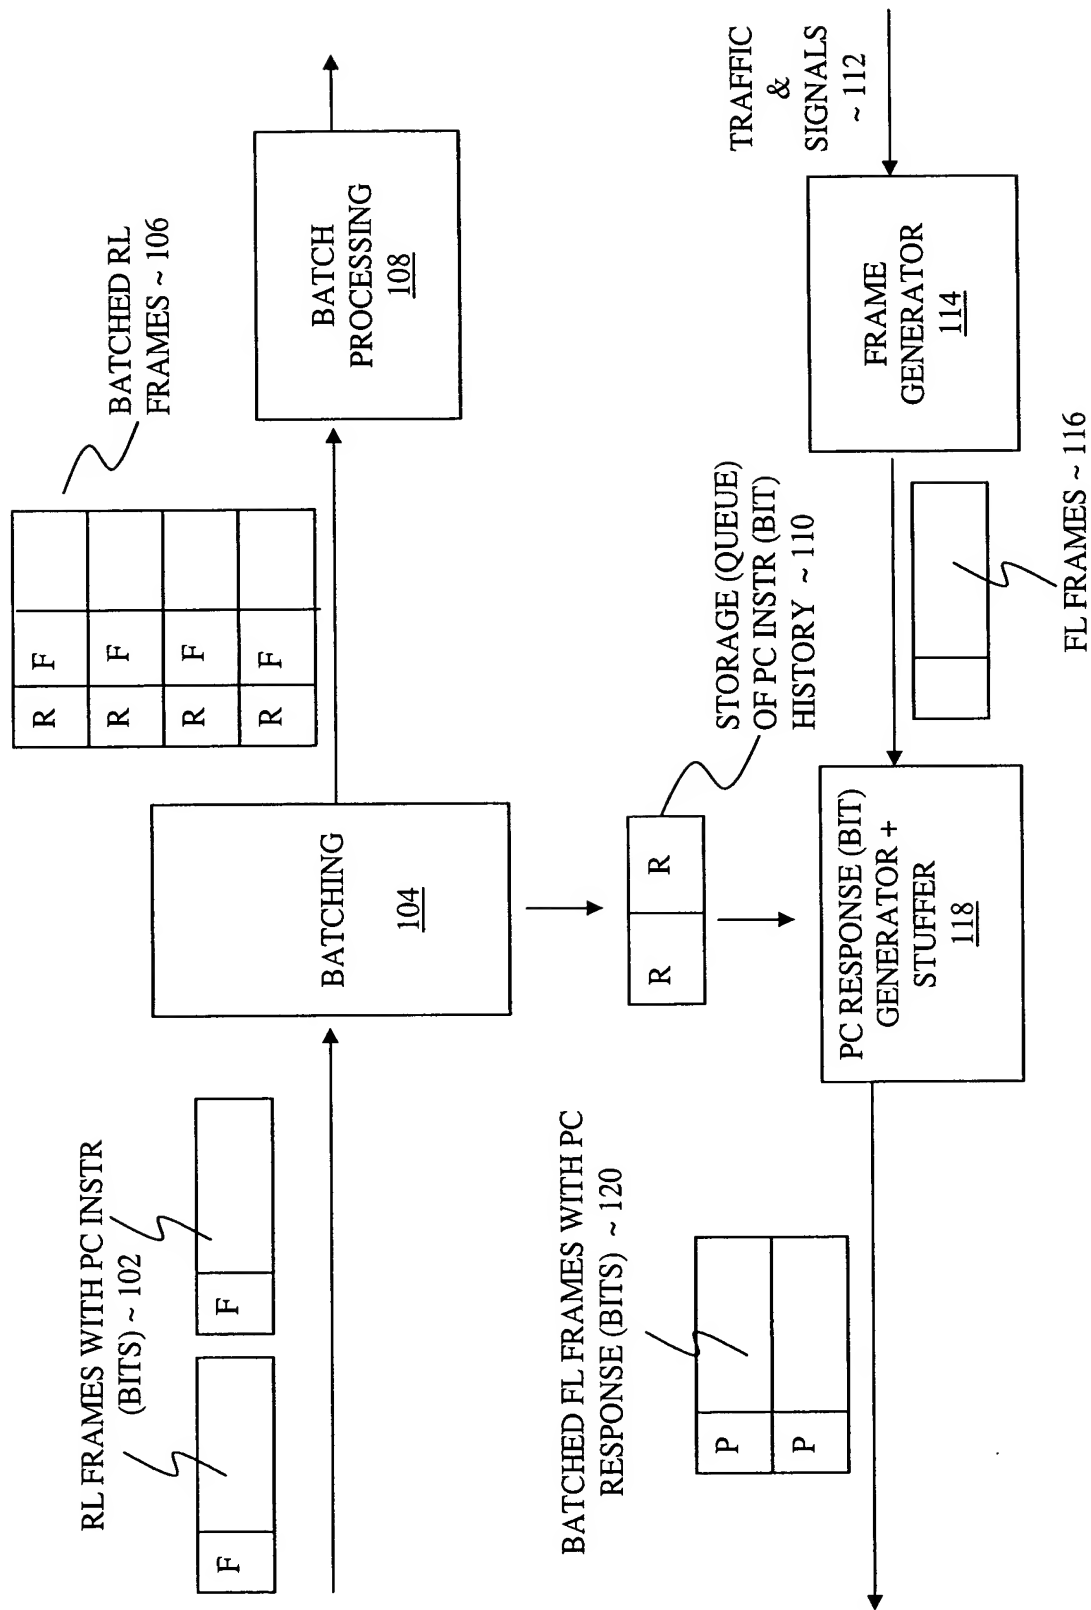 RL FRAMES WITH PC INSTR
(BITS) ~ 102
F
F
BATCHING
104
BATCHED RL
FRAMES ~ 106
R F
R F
R F
R F
BATCH
PROCESSING
108
R R
STORAGE (QUEUE)
OF PC INSTR (BIT)
HISTORY ~ 110
TRAFFIC
&
SIGNALS
~ 112
FRAME
GENERATOR
114
FL FRAMES ~ 116
PC RESPONSE (BIT)
GENERATOR +
STUFFER
118
BATCHED FL FRAMES WITH PC
RESPONSE (BITS) ~ 120
P
P